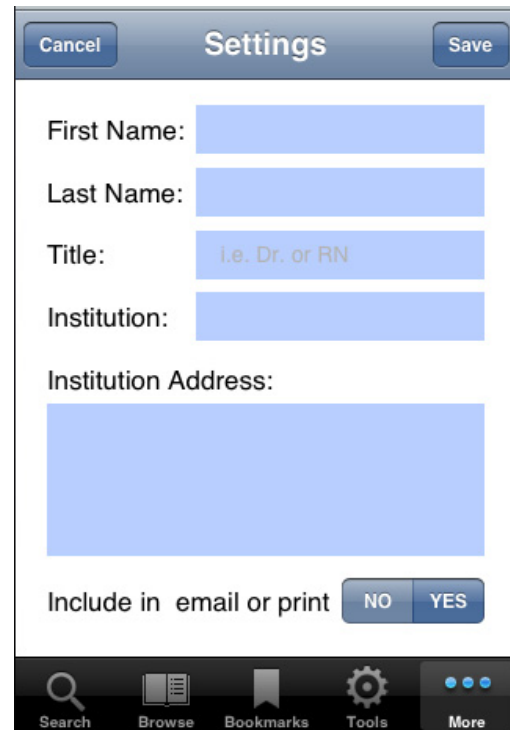 Cancel Settings Save
First Name:
Last Name:
Title: i.e. Dr. or RN
Institution:
Institution Address:
Include in email or print NO YES
Search Browse Bookmarks Tools More